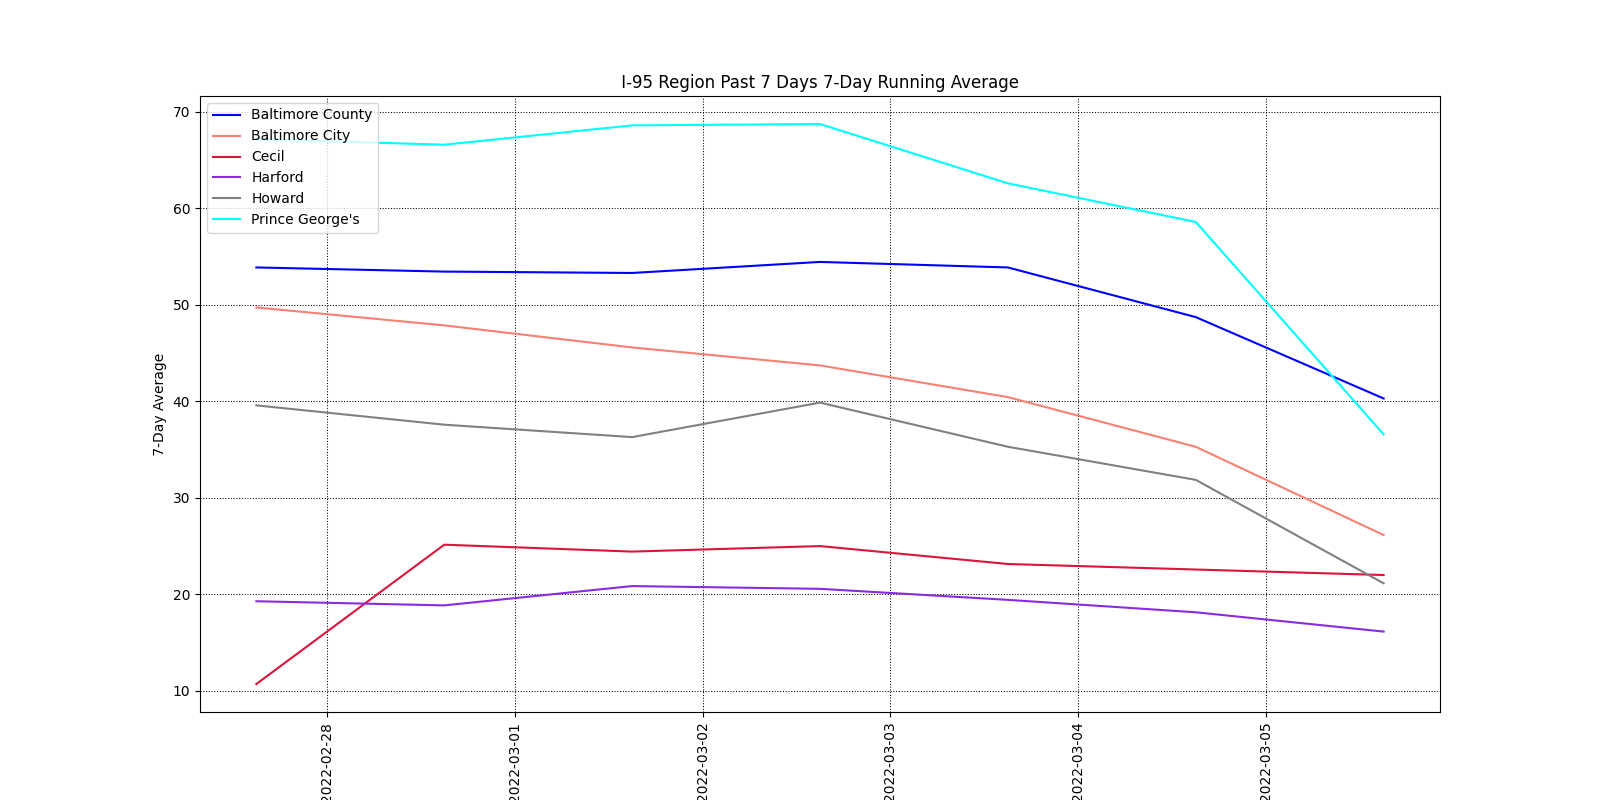 I-95 Region Past 7 Days 7-Day Running Average
Baltimore County
Baltimore City
Cecil
Harford
Howard
Prince George's
7-Day Average
70
60
50
40
30
20
10
2022-02-28
2022-03-01
2022-03-02
2022-03-03
2022-03-04
2022-03-05